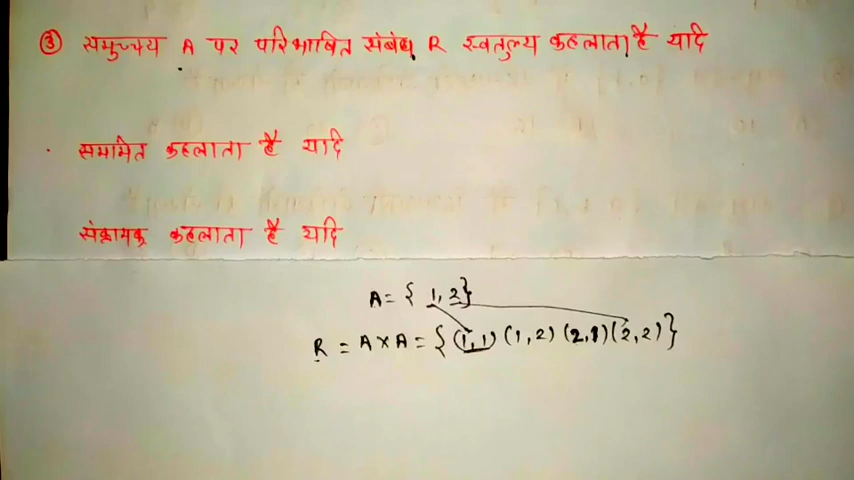 ③ समुच्चय A पर परिभाषित संबंध R स्वतुल्य कहलाता है यदि
सममित कहलाता है यदि
संक्रामक कहलाता है यदि
A = { 1, 2}
R = A × A = {(1,1) (1,2) (2,1) (2,2)}